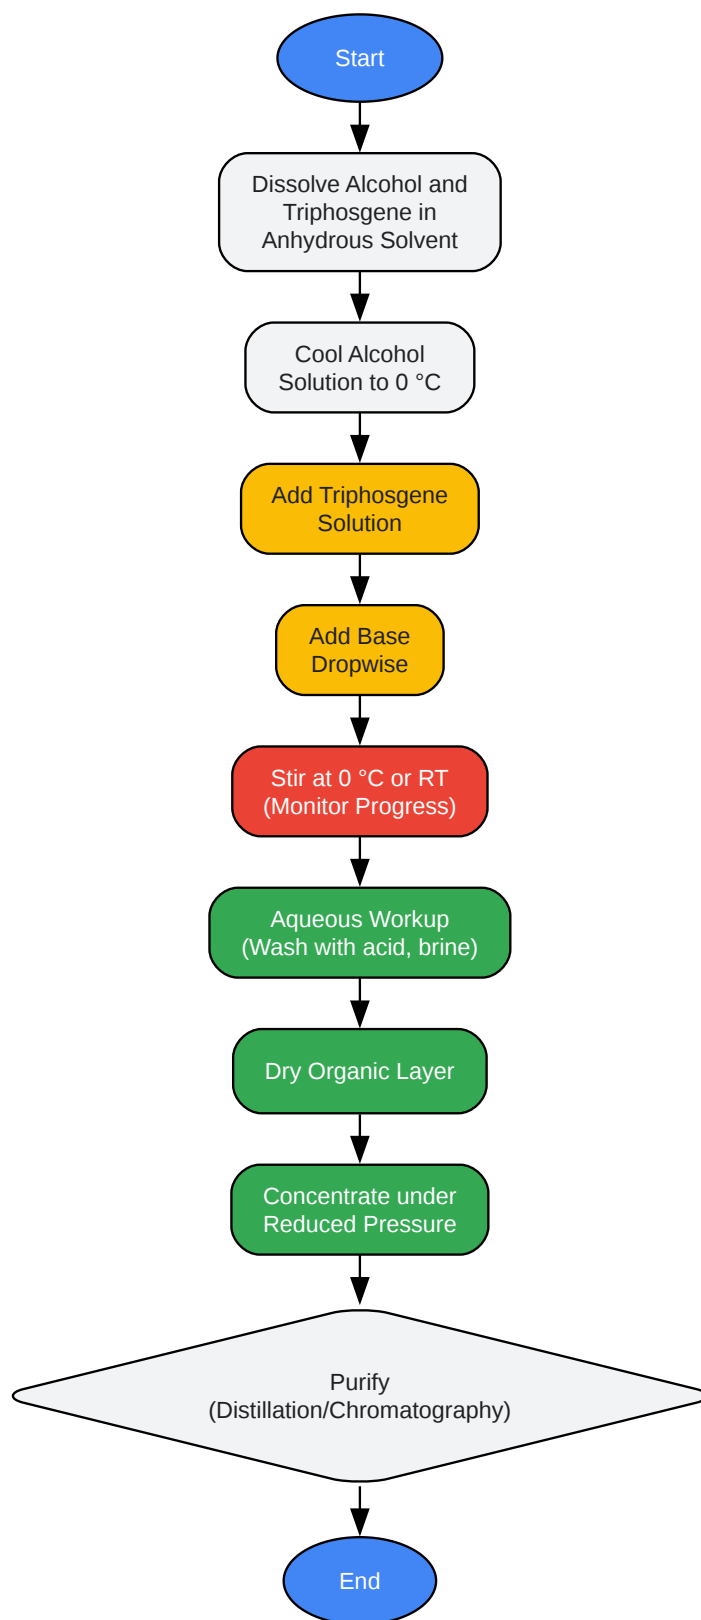 Start
Dissolve Alcohol and
Triphosgene in
Anhydrous Solvent
Cool Alcohol
Solution to 0 °C
Add Triphosgene
Solution
Add Base
Dropwise
Stir at 0 °C or RT
(Monitor Progress)
Aqueous Workup
(Wash with acid, brine)
Dry Organic Layer
Concentrate under
Reduced Pressure
Purify
(Distillation/Chromatography)
End